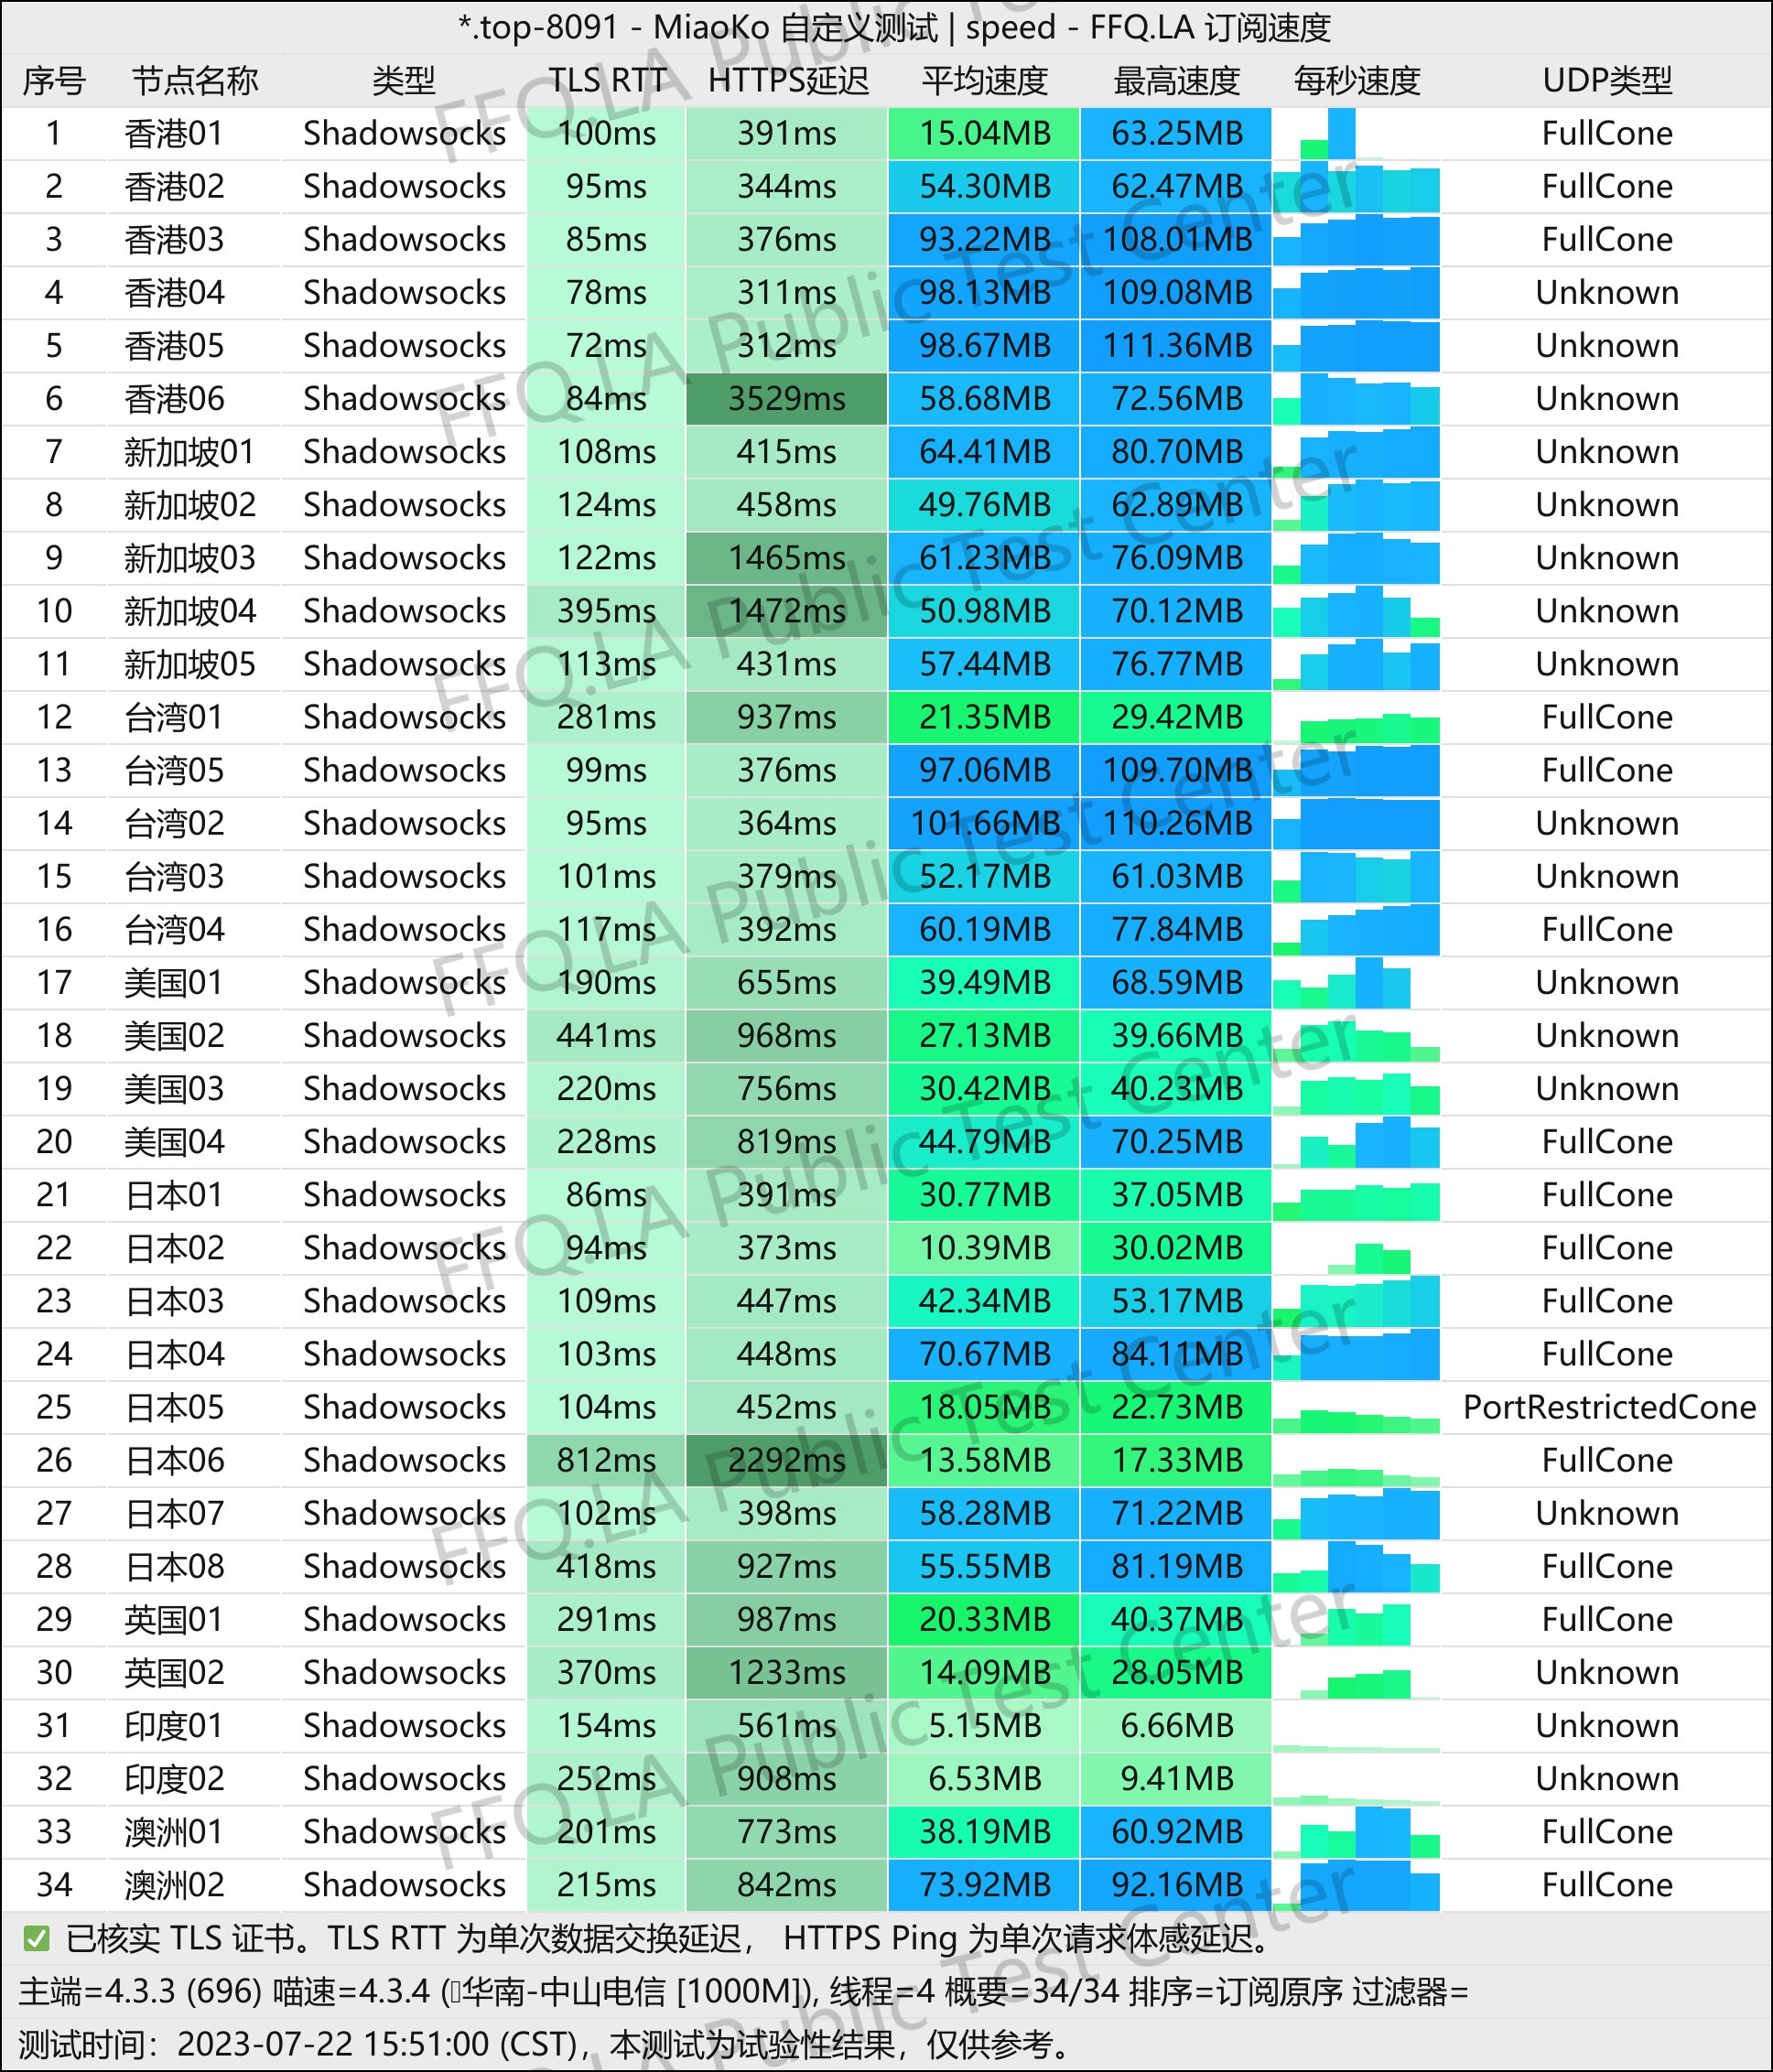 *.top-8091 - MiaoKo 自定义测试 | speed - FFQ.LA 订阅速度
序号 节点名称 类型 TLS RTT HTTPS延迟 平均速度 最高速度 每秒速度 UDP类型
1 香港01 Shadowsocks 100ms 391ms 15.04MB 63.25MB FullCone
2 香港02 Shadowsocks 95ms 344ms 54.30MB 62.47MB FullCone
3 香港03 Shadowsocks 85ms 376ms 93.22MB 108.01MB FullCone
4 香港04 Shadowsocks 78ms 311ms 98.13MB 109.08MB Unknown
5 香港05 Shadowsocks 72ms 312ms 98.67MB 111.36MB Unknown
6 香港06 Shadowsocks 84ms 3529ms 58.68MB 72.56MB Unknown
7 新加坡01 Shadowsocks 108ms 415ms 64.41MB 80.70MB Unknown
8 新加坡02 Shadowsocks 124ms 458ms 49.76MB 62.89MB Unknown
9 新加坡03 Shadowsocks 122ms 1465ms 61.23MB 76.09MB Unknown
10 新加坡04 Shadowsocks 395ms 1472ms 50.98MB 70.12MB Unknown
11 新加坡05 Shadowsocks 113ms 431ms 57.44MB 76.77MB Unknown
12 台湾01 Shadowsocks 281ms 937ms 21.35MB 29.42MB FullCone
13 台湾05 Shadowsocks 99ms 376ms 97.06MB 109.70MB FullCone
14 台湾02 Shadowsocks 95ms 364ms 101.66MB 110.26MB Unknown
15 台湾03 Shadowsocks 101ms 379ms 52.17MB 61.03MB Unknown
16 台湾04 Shadowsocks 117ms 392ms 60.19MB 77.84MB FullCone
17 美国01 Shadowsocks 190ms 655ms 39.49MB 68.59MB Unknown
18 美国02 Shadowsocks 441ms 968ms 27.13MB 39.66MB Unknown
19 美国03 Shadowsocks 220ms 756ms 30.42MB 40.23MB Unknown
20 美国04 Shadowsocks 228ms 819ms 44.79MB 70.25MB FullCone
21 日本01 Shadowsocks 86ms 391ms 30.77MB 37.05MB FullCone
22 日本02 Shadowsocks 94ms 373ms 10.39MB 30.02MB FullCone
23 日本03 Shadowsocks 109ms 447ms 42.34MB 53.17MB FullCone
24 日本04 Shadowsocks 103ms 448ms 70.67MB 84.11MB FullCone
25 日本05 Shadowsocks 104ms 452ms 18.05MB 22.73MB PortRestrictedCone
26 日本06 Shadowsocks 812ms 2292ms 13.58MB 17.33MB FullCone
27 日本07 Shadowsocks 102ms 398ms 58.28MB 71.22MB Unknown
28 日本08 Shadowsocks 418ms 927ms 55.55MB 81.19MB FullCone
29 英国01 Shadowsocks 291ms 987ms 20.33MB 40.37MB FullCone
30 英国02 Shadowsocks 370ms 1233ms 14.09MB 28.05MB Unknown
31 印度01 Shadowsocks 154ms 561ms 5.15MB 6.66MB Unknown
32 印度02 Shadowsocks 252ms 908ms 6.53MB 9.41MB Unknown
33 澳洲01 Shadowsocks 201ms 773ms 38.19MB 60.92MB FullCone
34 澳洲02 Shadowsocks 215ms 842ms 73.92MB 92.16MB FullCone
✅ 已核实 TLS 证书。TLS RTT 为单次数据交换延迟， HTTPS Ping 为单次请求体感延迟。
主端=4.3.3 (696) 喵速=4.3.4 (▯华南-中山电信 [1000M]), 线程=4 概要=34/34 排序=订阅原序 过滤器=
测试时间：2023-07-22 15:51:00 (CST)，本测试为试验性结果，仅供参考。
FFQ.LA Public Test Center